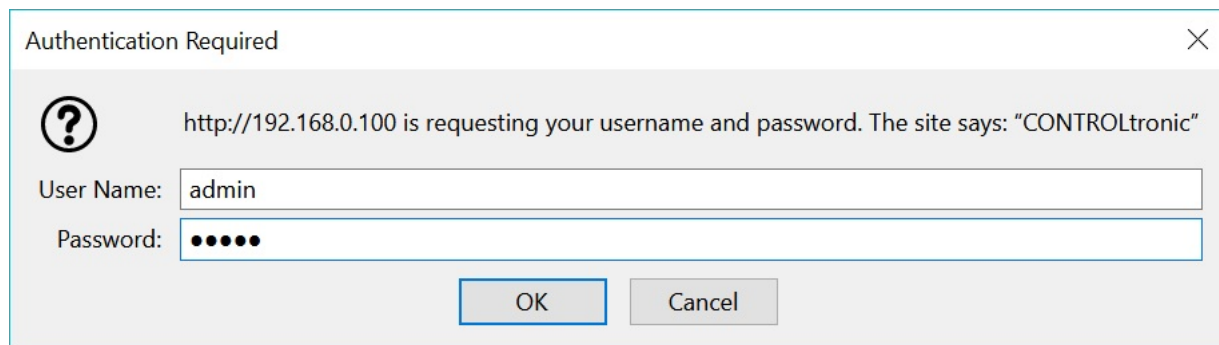 Authentication Required
http://192.168.0.100 is requesting your username and password. The site says: “CONTROLtronic”
User Name: admin
Password: ●●●●●
OK Cancel